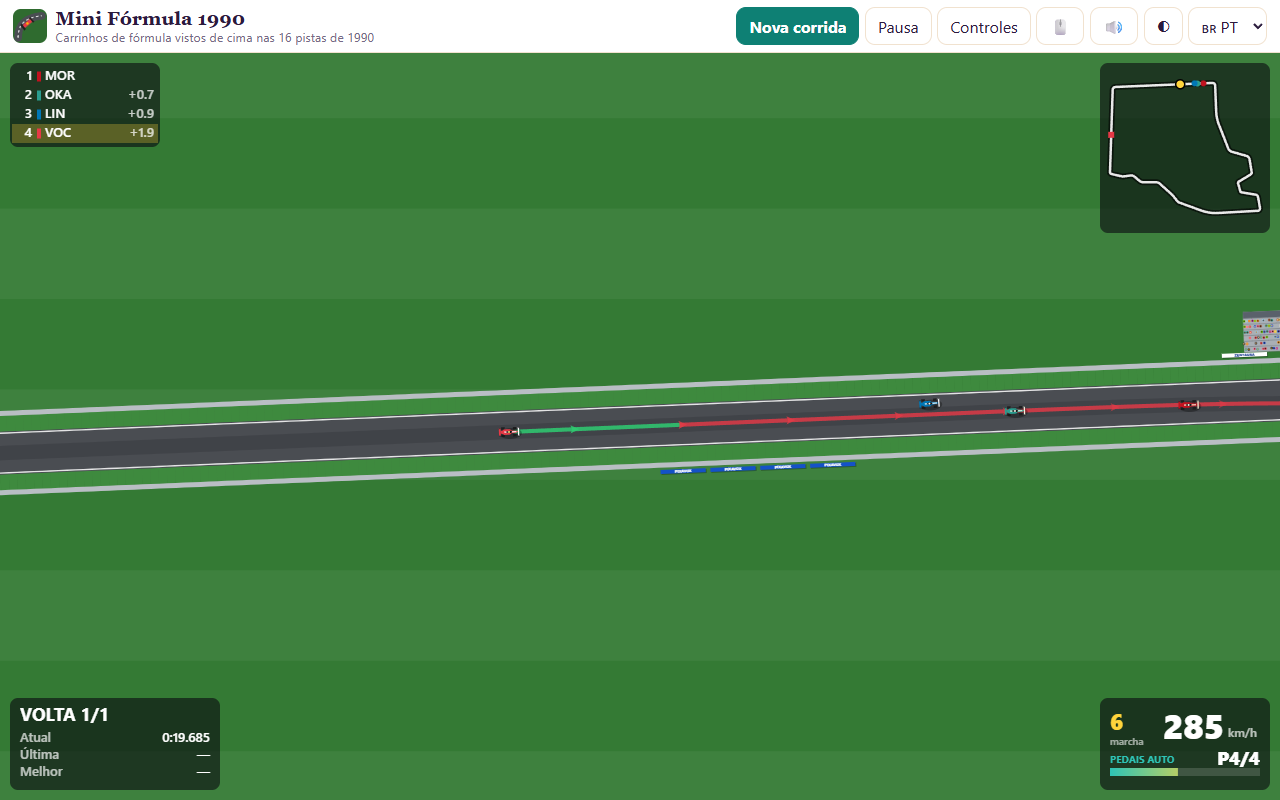 Mini Fórmula 1990
Carrinhos de fórmula vistos de cima nas 16 pistas de 1990
Nova corrida
Pausa
Controles
BR PT
1 MOR
2 OKA +0.7
3 LIN +0.9
4 VOC +1.9
VOLTA 1/1
Atual 0:19.685
Última —
Melhor —
6 285 km/h
marcha
PEDAIS AUTO P4/4